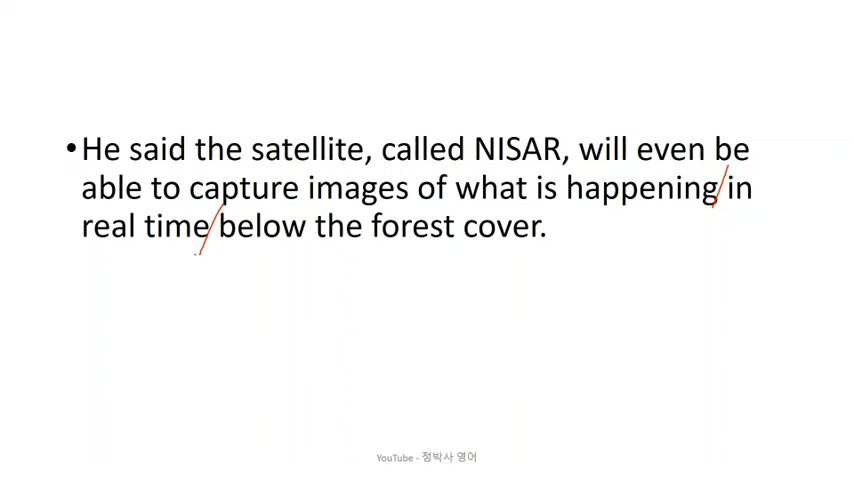 •He said the satellite, called NISAR, will even be
able to capture images of what is happening in
real time below the forest cover.
YouTube - 정박사 영어